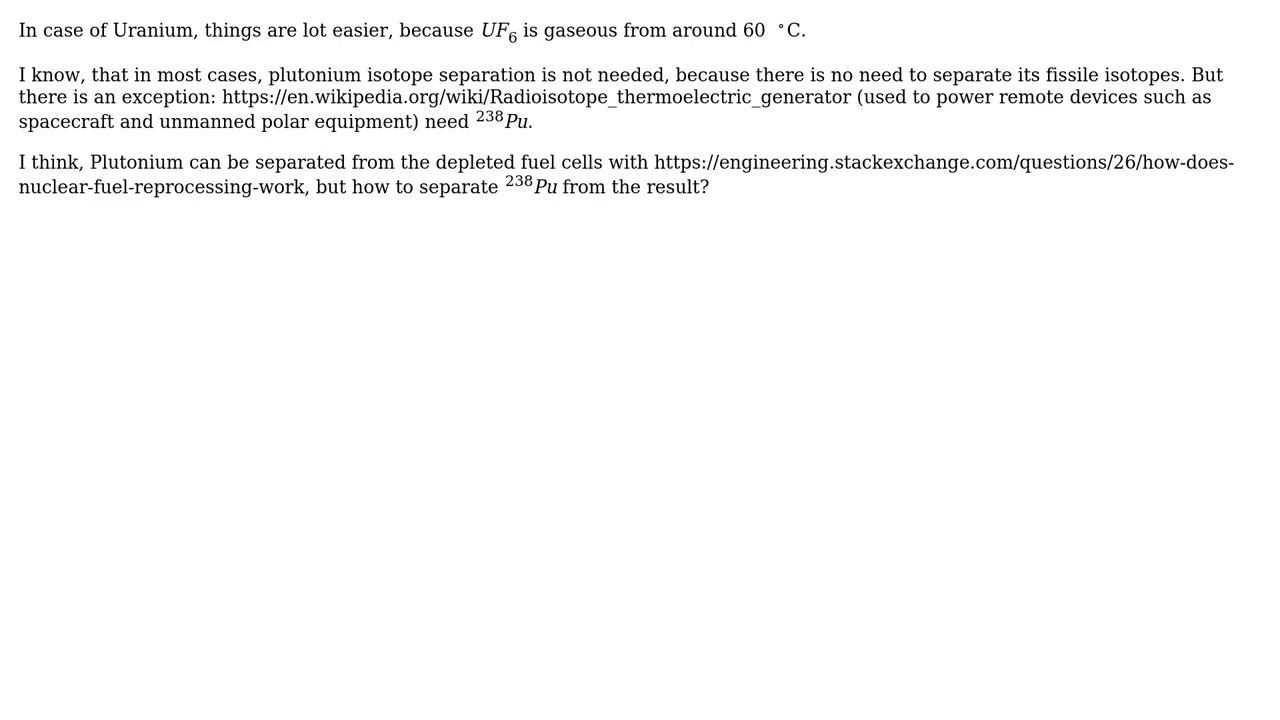 In case of Uranium, things are lot easier, because UF₆ is gaseous from around 60 °C.
I know, that in most cases, plutonium isotope separation is not needed, because there is no need to separate its fissile isotopes. But
there is an exception: https://en.wikipedia.org/wiki/Radioisotope_thermoelectric_generator (used to power remote devices such as
spacecraft and unmanned polar equipment) need ²³⁸Pu.
I think, Plutonium can be separated from the depleted fuel cells with https://engineering.stackexchange.com/questions/26/how-does-
nuclear-fuel-reprocessing-work, but how to separate ²³⁸Pu from the result?